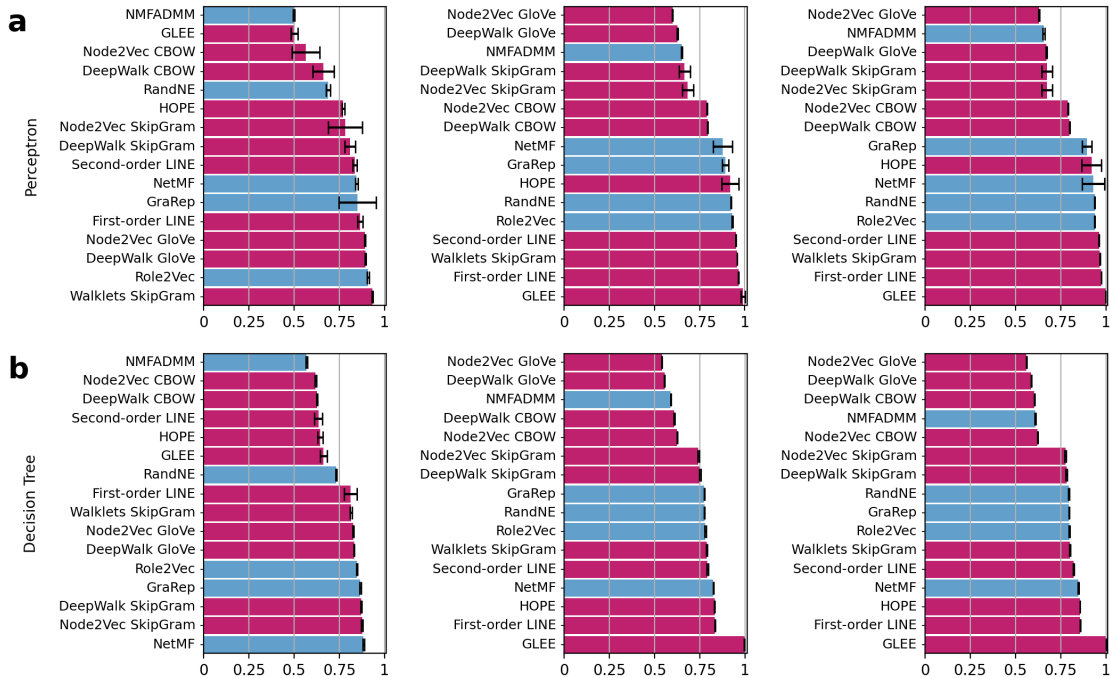 a
Perceptron
NMFADMM
GLEE
Node2Vec CBOW
DeepWalk CBOW
RandNE
HOPE
Node2Vec SkipGram
DeepWalk SkipGram
Second-order LINE
NetMF
GraRep
First-order LINE
Node2Vec GloVe
DeepWalk GloVe
Role2Vec
Walklets SkipGram
0 0.25 0.5 0.75 1
Node2Vec GloVe
DeepWalk GloVe
NMFADMM
DeepWalk SkipGram
Node2Vec SkipGram
Node2Vec CBOW
DeepWalk CBOW
NetMF
GraRep
HOPE
RandNE
Role2Vec
Second-order LINE
Walklets SkipGram
First-order LINE
GLEE
0 0.25 0.5 0.75 1
Node2Vec GloVe
NMFADMM
DeepWalk GloVe
DeepWalk SkipGram
Node2Vec SkipGram
Node2Vec CBOW
DeepWalk CBOW
GraRep
HOPE
NetMF
RandNE
Role2Vec
Second-order LINE
Walklets SkipGram
First-order LINE
GLEE
0 0.25 0.5 0.75 1
b
Decision Tree
NMFADMM
Node2Vec CBOW
DeepWalk CBOW
Second-order LINE
HOPE
GLEE
RandNE
First-order LINE
Walklets SkipGram
Node2Vec GloVe
DeepWalk GloVe
Role2Vec
GraRep
DeepWalk SkipGram
Node2Vec SkipGram
NetMF
0 0.25 0.5 0.75 1
Node2Vec GloVe
DeepWalk GloVe
NMFADMM
DeepWalk CBOW
Node2Vec CBOW
Node2Vec SkipGram
DeepWalk SkipGram
GraRep
RandNE
Role2Vec
Walklets SkipGram
Second-order LINE
NetMF
HOPE
First-order LINE
GLEE
0 0.25 0.5 0.75 1
Node2Vec GloVe
DeepWalk GloVe
DeepWalk CBOW
NMFADMM
Node2Vec CBOW
Node2Vec SkipGram
DeepWalk SkipGram
RandNE
GraRep
Role2Vec
Walklets SkipGram
Second-order LINE
NetMF
HOPE
First-order LINE
GLEE
0 0.25 0.5 0.75 1